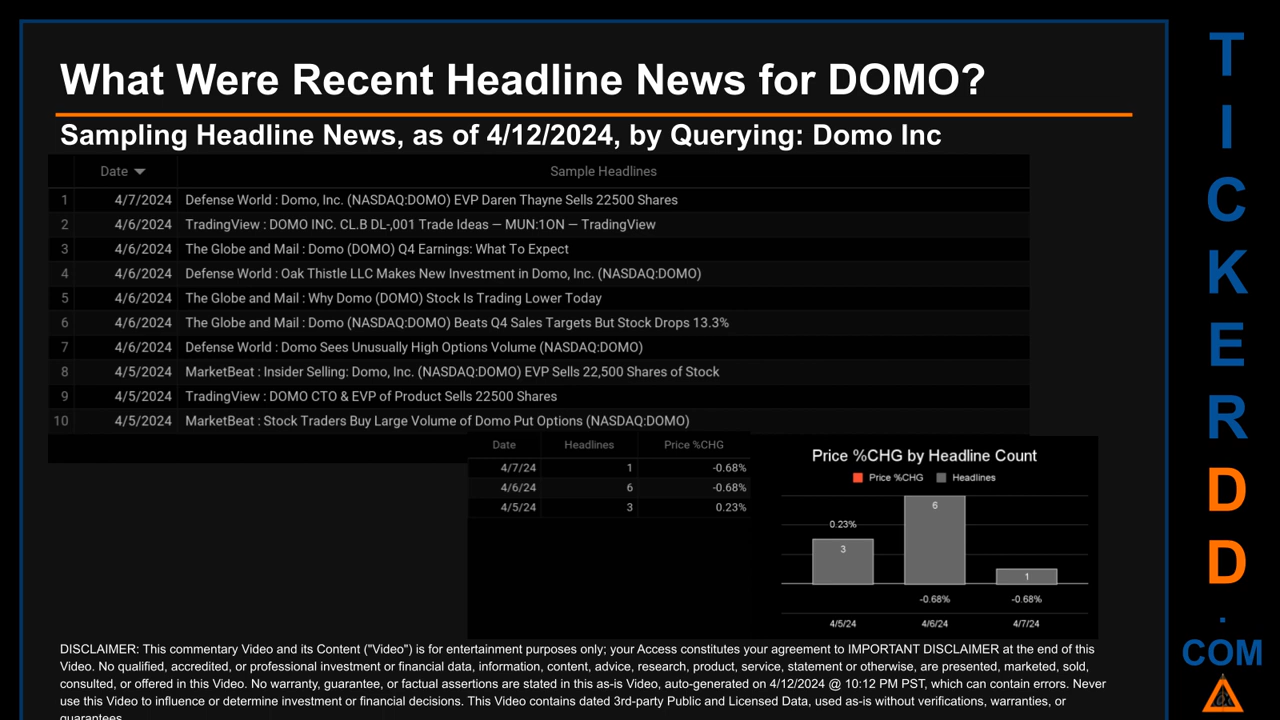 What Were Recent Headline News for DOMO?
Sampling Headline News, as of 4/12/2024, by Querying: Domo Inc
Date Sample Headlines
1 4/7/2024 Defense World : Domo, Inc. (NASDAQ:DOMO) EVP Daren Thayne Sells 22500 Shares
2 4/6/2024 TradingView : DOMO INC. CL.B DL-,001 Trade Ideas — MUN:1ON — TradingView
3 4/6/2024 The Globe and Mail : Domo (DOMO) Q4 Earnings: What To Expect
4 4/6/2024 Defense World : Oak Thistle LLC Makes New Investment in Domo, Inc. (NASDAQ:DOMO)
5 4/6/2024 The Globe and Mail : Why Domo (DOMO) Stock Is Trading Lower Today
6 4/6/2024 The Globe and Mail : Domo (NASDAQ:DOMO) Beats Q4 Sales Targets But Stock Drops 13.3%
7 4/6/2024 Defense World : Domo Sees Unusually High Options Volume (NASDAQ:DOMO)
8 4/5/2024 MarketBeat : Insider Selling: Domo, Inc. (NASDAQ:DOMO) EVP Sells 22,500 Shares of Stock
9 4/5/2024 TradingView : DOMO CTO & EVP of Product Sells 22500 Shares
10 4/5/2024 MarketBeat : Stock Traders Buy Large Volume of Domo Put Options (NASDAQ:DOMO)
Date Headlines Price %CHG
4/7/24 1 -0.68%
4/6/24 6 -0.68%
4/5/24 3 0.23%
Price %CHG by Headline Count
Price %CHG Headlines
6
0.23%
3
1
-0.68% -0.68%
4/5/24 4/6/24 4/7/24
DISCLAIMER: This commentary Video and its Content ("Video") is for entertainment purposes only; your Access constitutes your agreement to IMPORTANT DISCLAIMER at the end of this
Video. No qualified, accredited, or professional investment or financial data, information, content, advice, research, product, service, statement or otherwise, are presented, marketed, sold,
consulted, or offered in this Video. No warranty, guarantee, or factual assertions are stated in this as-is Video, auto-generated on 4/12/2024 @ 10:12 PM PST, which can contain errors. Never
use this Video to influence or determine investment or financial decisions. This Video contains dated 3rd-party Public and Licensed Data, used as-is without verifications, warranties, or
guarantees.
T
I
C
K
E
R
D
D
.
COM